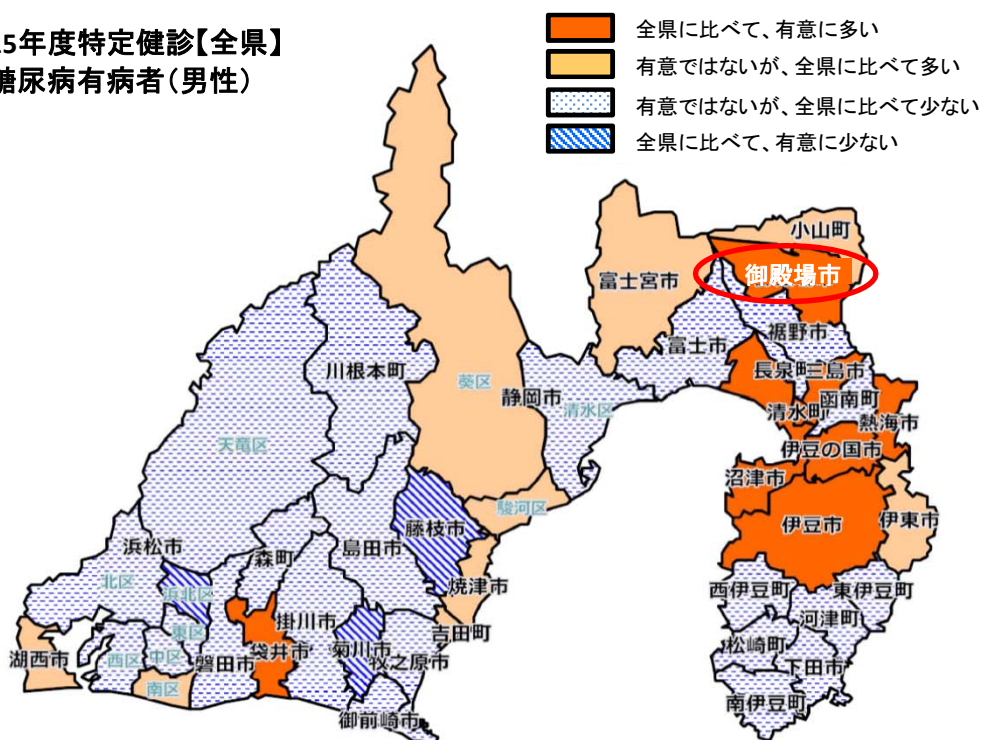 5年度特定健診【全県】
糖尿病有病者（男性）
全県に比べて、有意に多い
有意ではないが、全県に比べて多い
有意ではないが、全県に比べて少ない
全県に比べて、有意に少ない
小山町
御殿場市
富士宮市
裾野市
富士市
川根本町
長泉町
三島市
葵区
静岡市
清水区
函南町
清水町
熱海市
天竜区
伊豆の国市
沼津市
駿河区
伊豆市
伊東市
藤枝市
浜松市
島田市
森町
北区
浜北区
焼津市
西伊豆町
東伊豆町
掛川市
河津町
東区
吉田町
松崎町
湖西市
西区
中区
磐田市
袋井市
菊川市
牧之原市
下田市
南区
南伊豆町
御前崎市